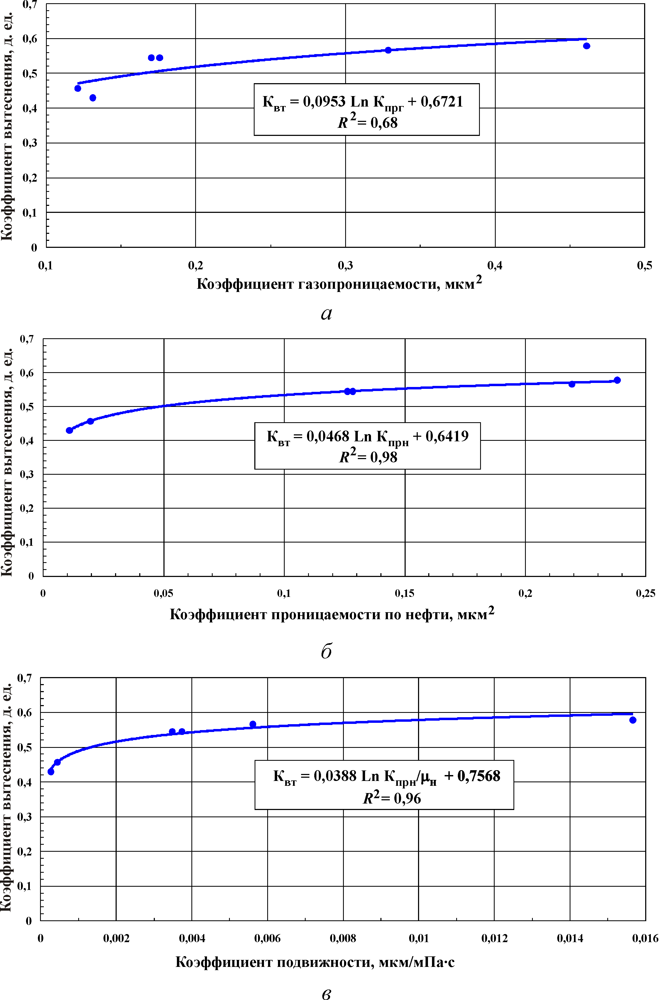 Коэффициент вытеснения, д. ед.
0,7
0,6
0,5
0,4
0,3
0,2
0,1
0
Kвт = 0,0953 Ln Kпрг + 0,6721
R² = 0,68
0,1 0,2 0,3 0,4 0,5
Коэффициент газопроницаемости, мкм²
а
Коэффициент вытеснения, д. ед.
0,7
0,6
0,5
0,4
0,3
0,2
0,1
0
Kвт = 0,0468 Ln Kпрн + 0,6419
R² = 0,98
0 0,05 0,1 0,15 0,2 0,25
Коэффициент проницаемости по нефти, мкм²
б
Коэффициент вытеснения, д. ед.
0,7
0,6
0,5
0,4
0,3
0,2
0,1
0
Kвт = 0,0388 Ln Kпрн/μн + 0,7568
R² = 0,96
0 0,002 0,004 0,006 0,008 0,01 0,012 0,014 0,016
Коэффициент подвижности, мкм/мПа·с
в